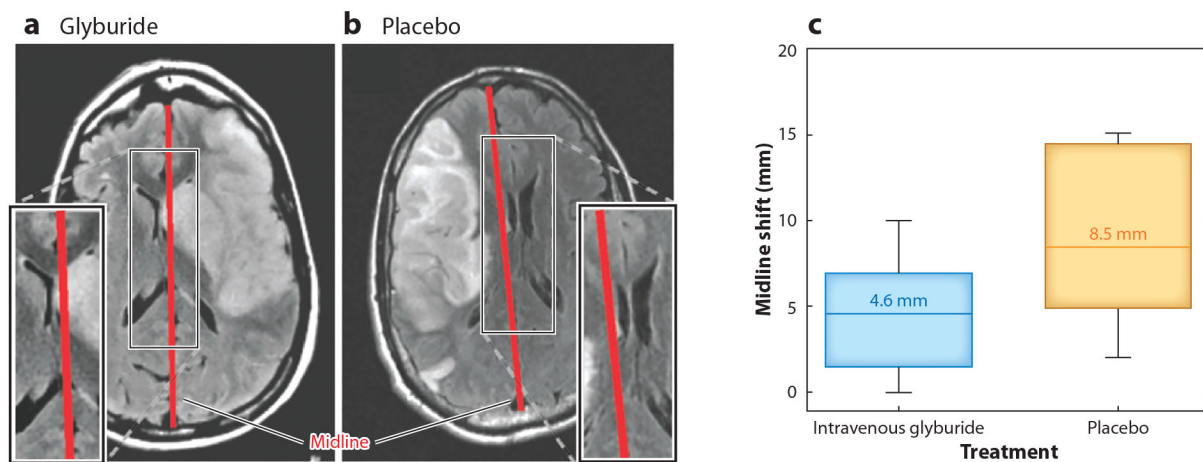 a Glyburide
b Placebo
Midline
c
20
15
10
5
0
Midline shift (mm)
4.6 mm
8.5 mm
Intravenous glyburide
Placebo
Treatment